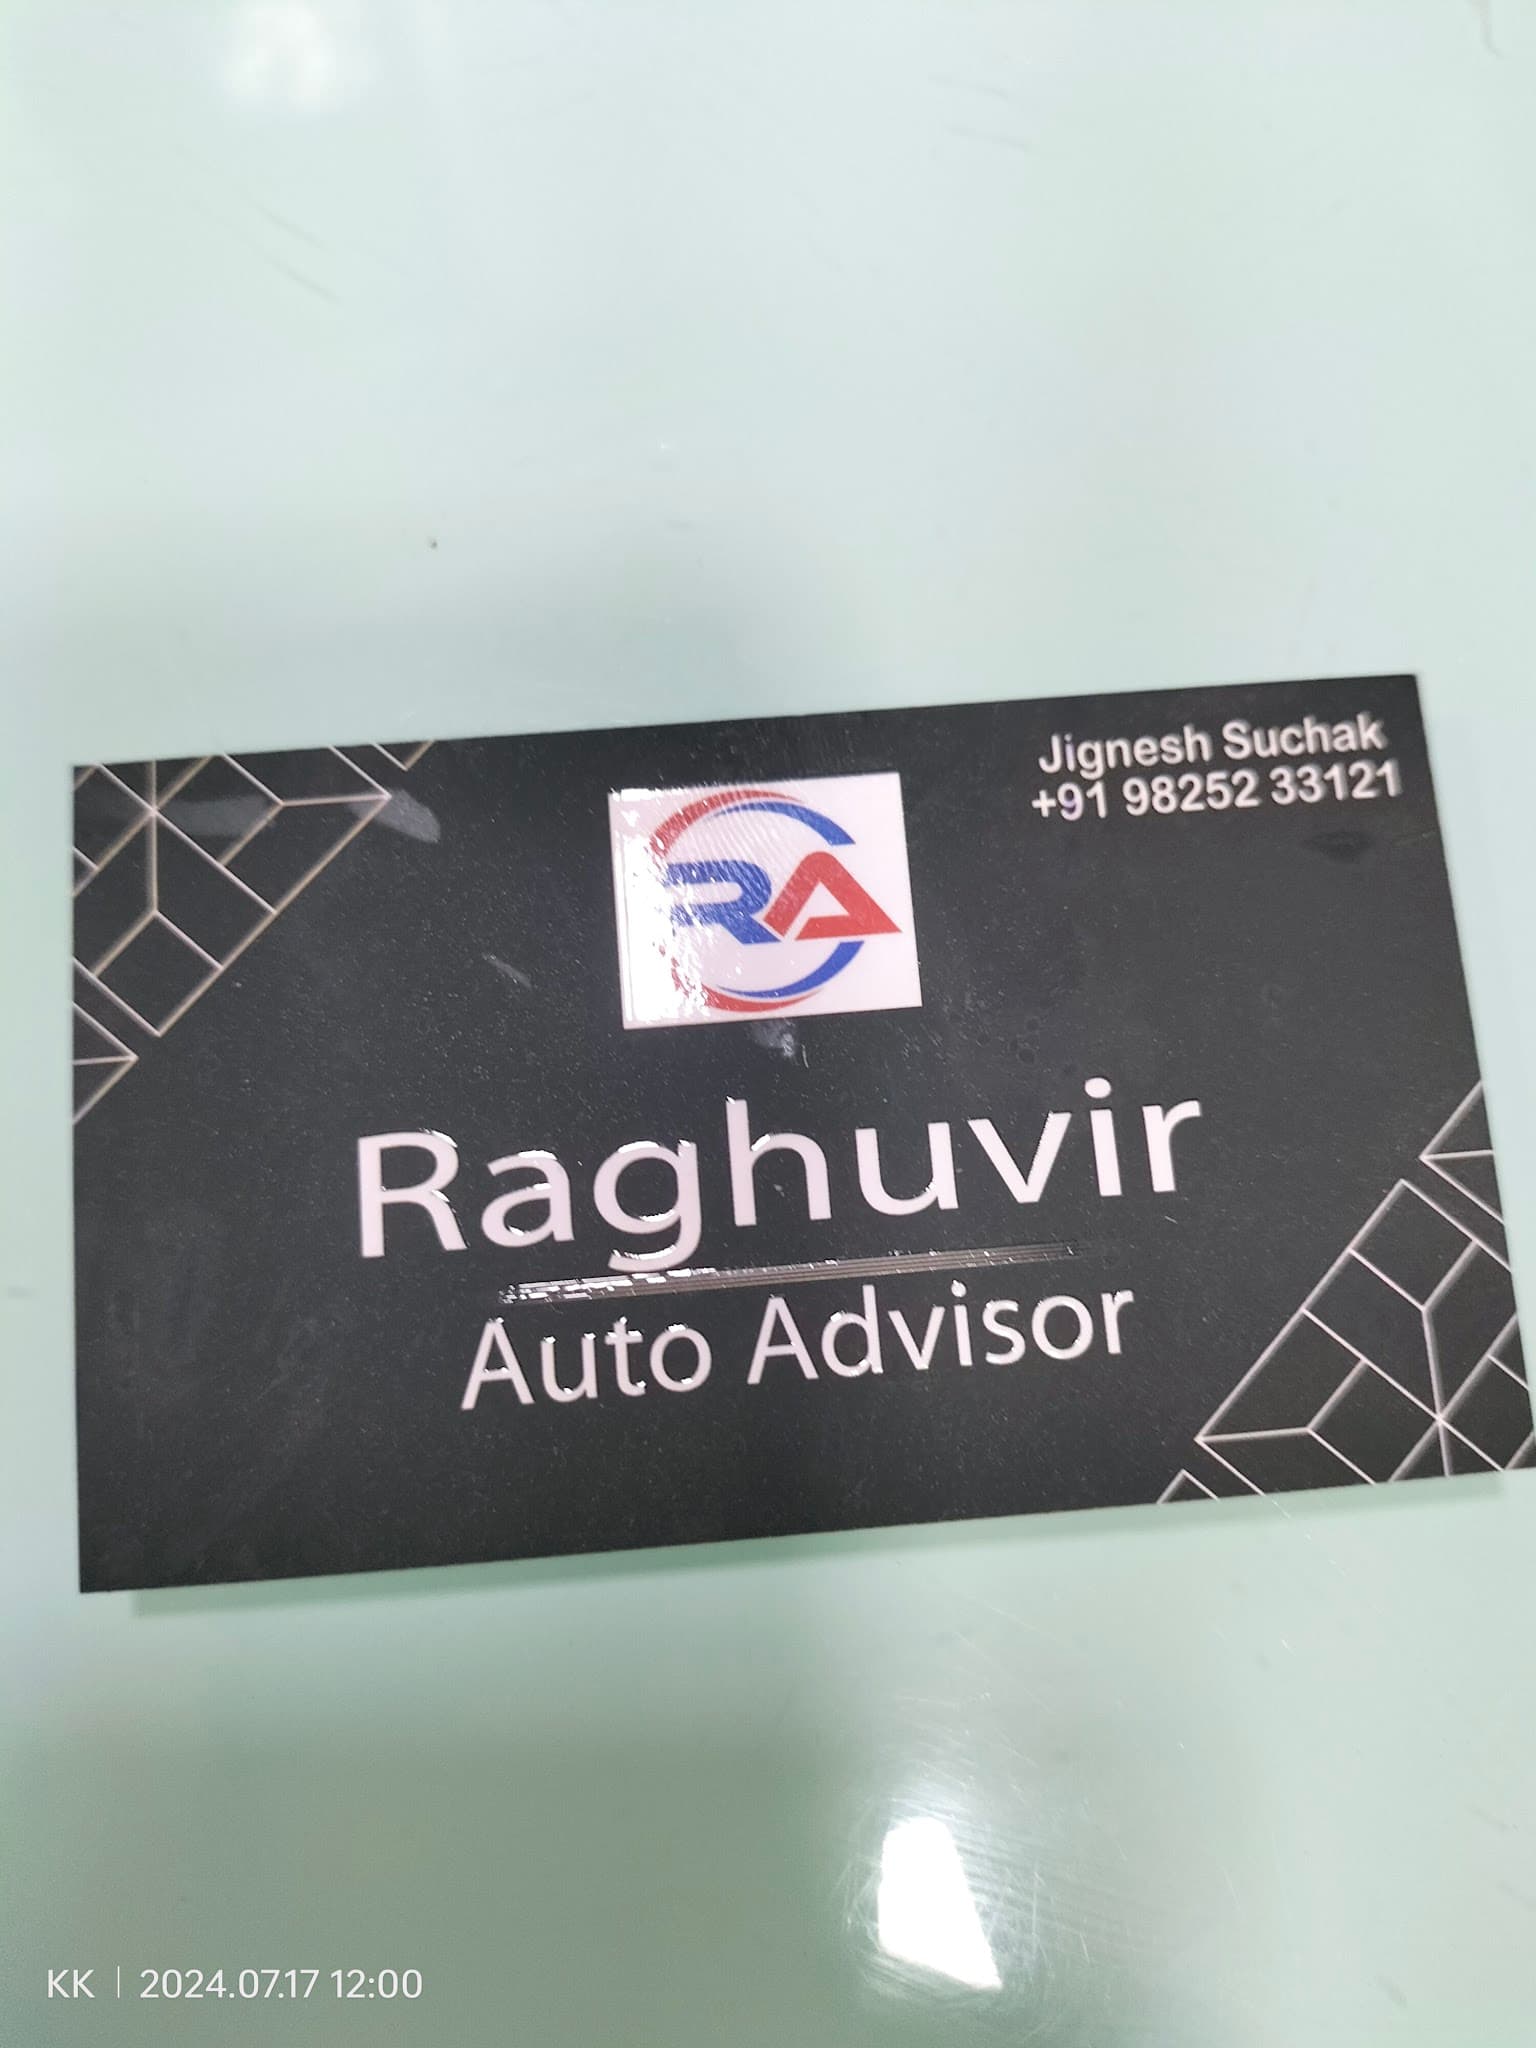 Jignesh Suchak
+91 98252 33121
RA
Raghuvir
Auto Advisor
KK | 2024.07.17 12:00